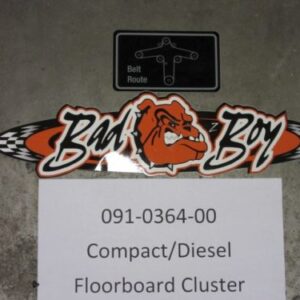 Belt
Route
Bad Boy
Z
091-0364-00
Compact/Diesel
Floorboard Cluster